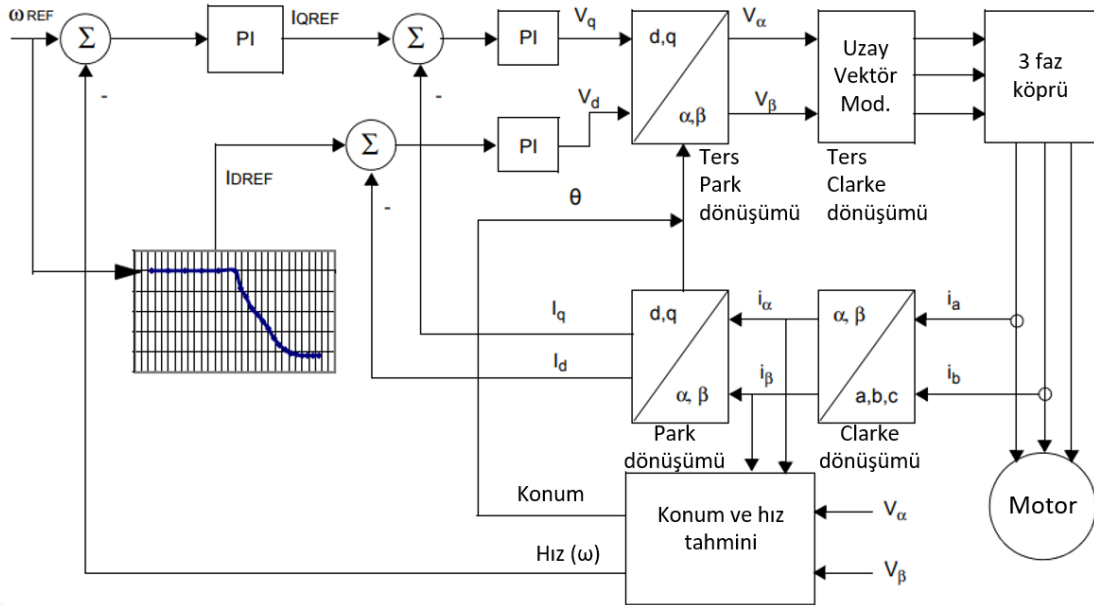 ωREF
Σ
-
PI
IQREF
Σ
-
PI
Vq
d,q
α,β
Vα
Vβ
Uzay
Vektör
Mod.
3 faz
köprü
Vd
PI
Σ
-
IDREF
Ters
Park
dönüşümü
Ters
Clarke
dönüşümü
θ
Iq
Id
d,q
α, β
iα
iβ
α, β
a,b,c
ia
ib
Park
dönüşümü
Clarke
dönüşümü
Motor
Konum
Hız (ω)
Konum ve hız
tahmini
Vα
Vβ